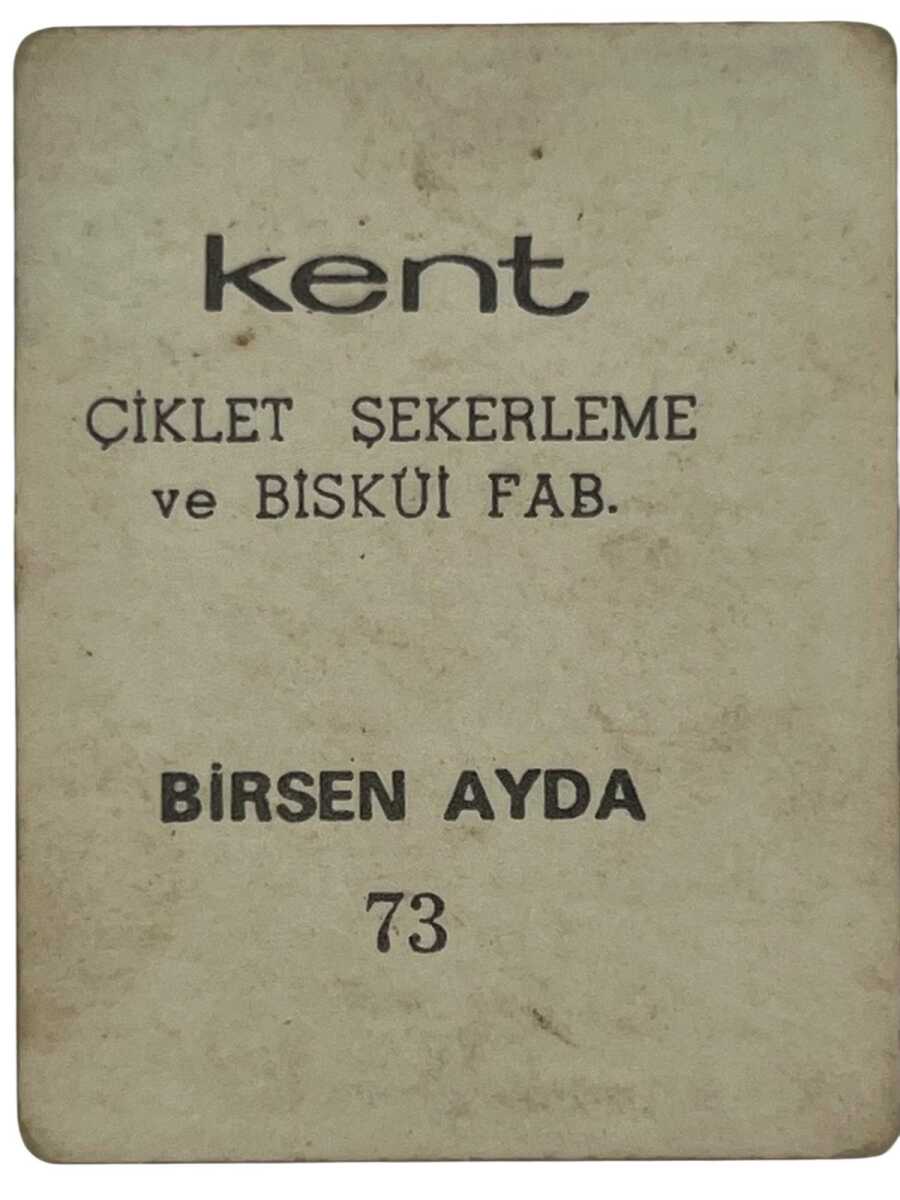 kent
ÇİKLET ŞEKERLEME
ve BİSKÜİ FAB.
BİRSEN AYDA
73